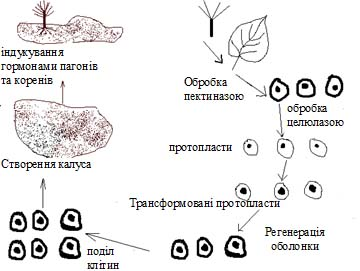 індукування
гормонами пагонів
та коренів
Обробка
пектиназою
обробка
целюлазою
протопласти
Створення калуса
Трансформовані протопласти
Регенерація
оболонки
поділ
клітин